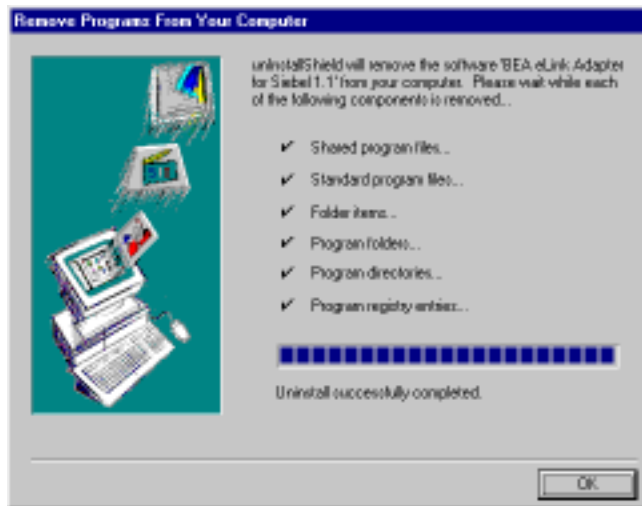 Remove Programs From Your Computer
unInstallShield will remove the software 'BEA eLink Adapter
for Siebel 1.1' from your computer. Please wait while each
of the following components is removed...
Shared program files...
Standard program files...
Folder items...
Program folders...
Program directories...
Program registry entries...
Uninstall successfully completed.
OK